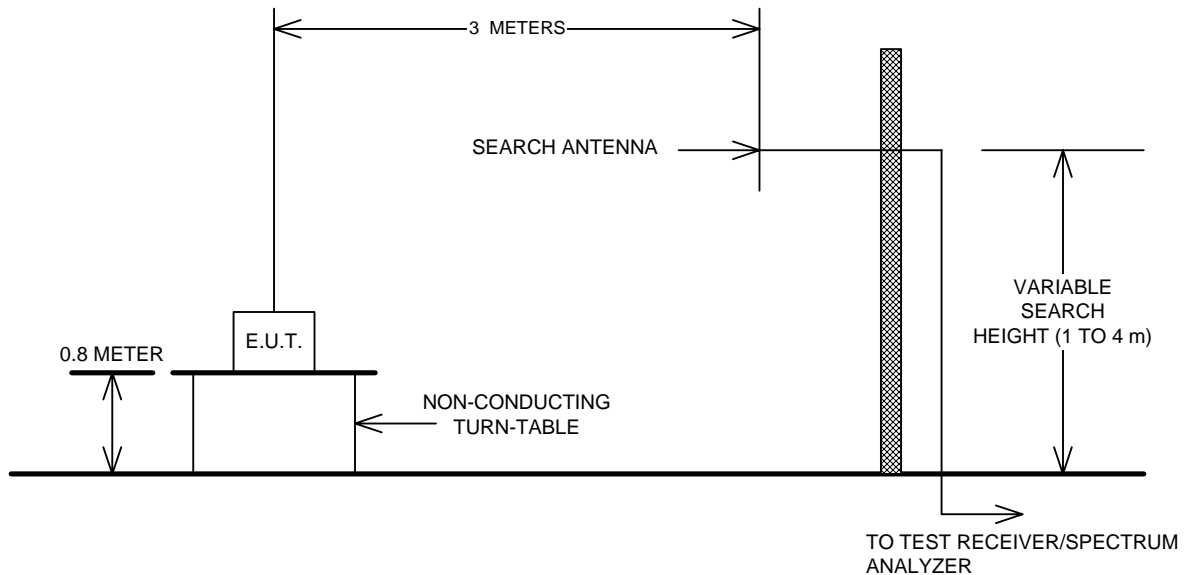 3 METERS
SEARCH ANTENNA
VARIABLE
SEARCH
HEIGHT (1 TO 4 m)
E.U.T.
0.8 METER
NON-CONDUCTING
TURN-TABLE
TO TEST RECEIVER/SPECTRUM
ANALYZER